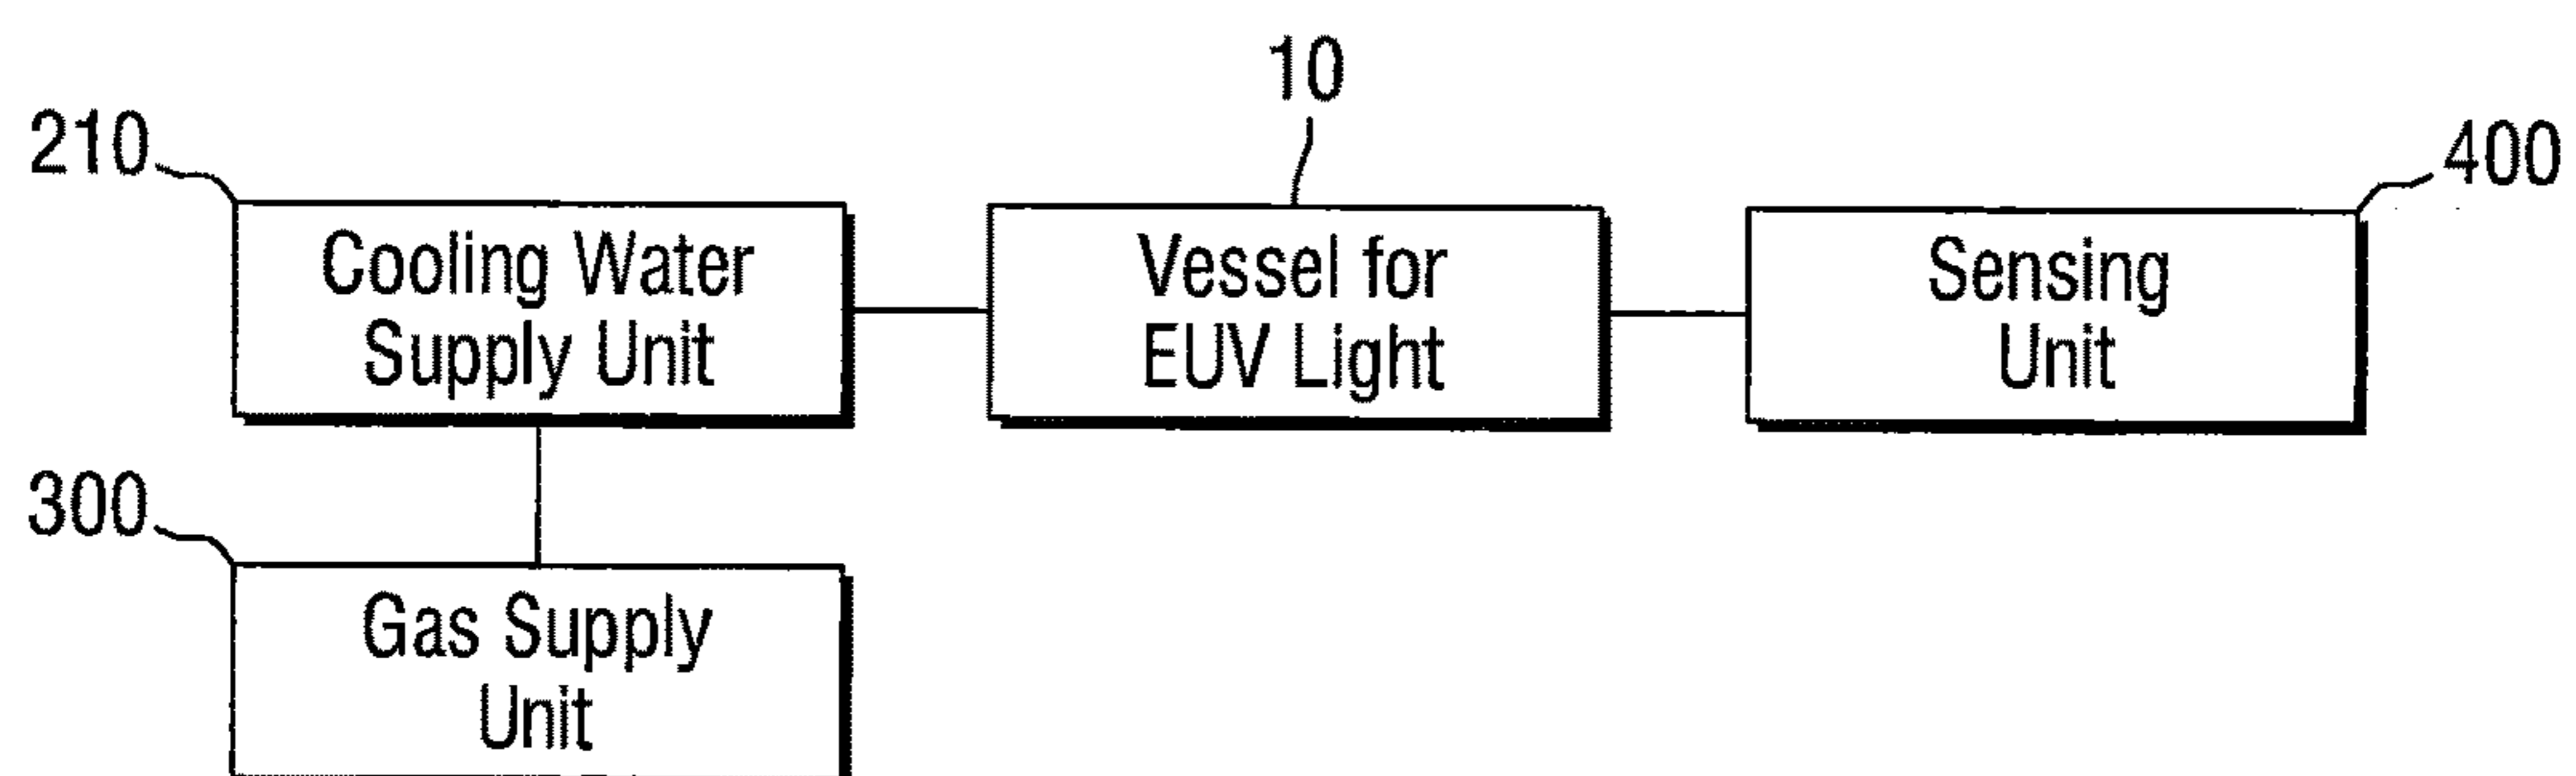 10
210
400
Cooling Water
Supply Unit
Vessel for
EUV Light
Sensing
Unit
300
Gas Supply
Unit